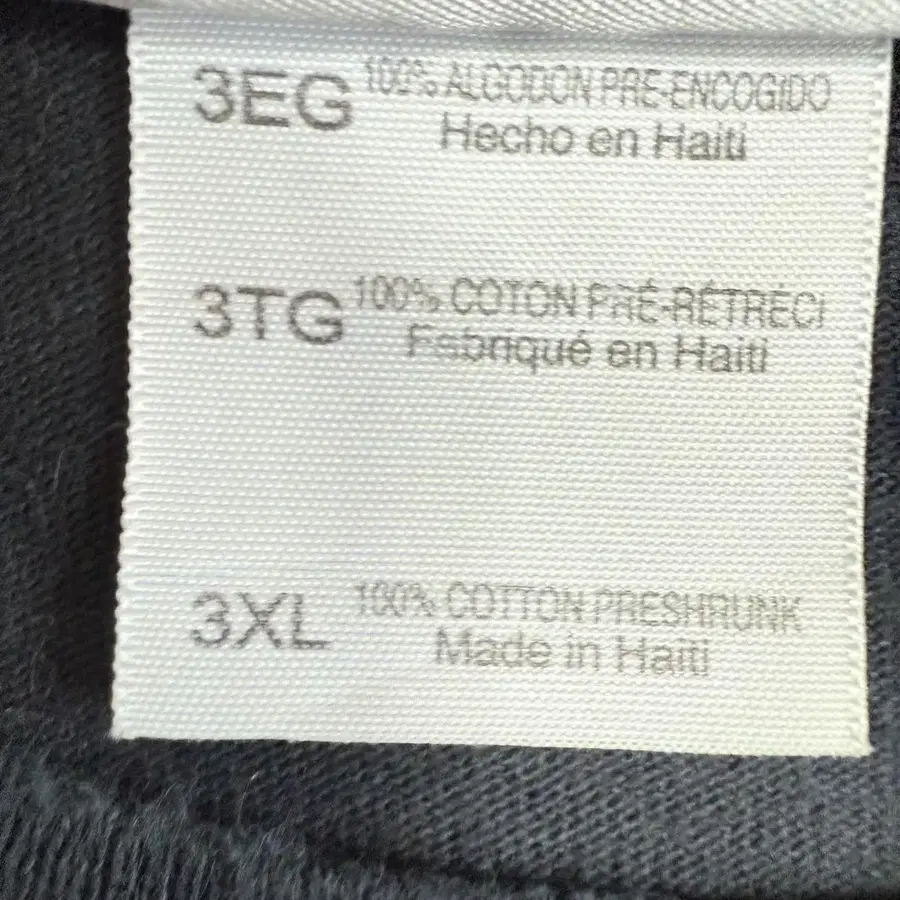 3EG 100% ALGODON PRE-ENCOGIDO
Hecho en Haiti
3TG 100% COTON PRÉ-RÉTRÉCI
Fabriqué en Haiti
3XL 100% COTTON PRESHRUNK
Made in Haiti